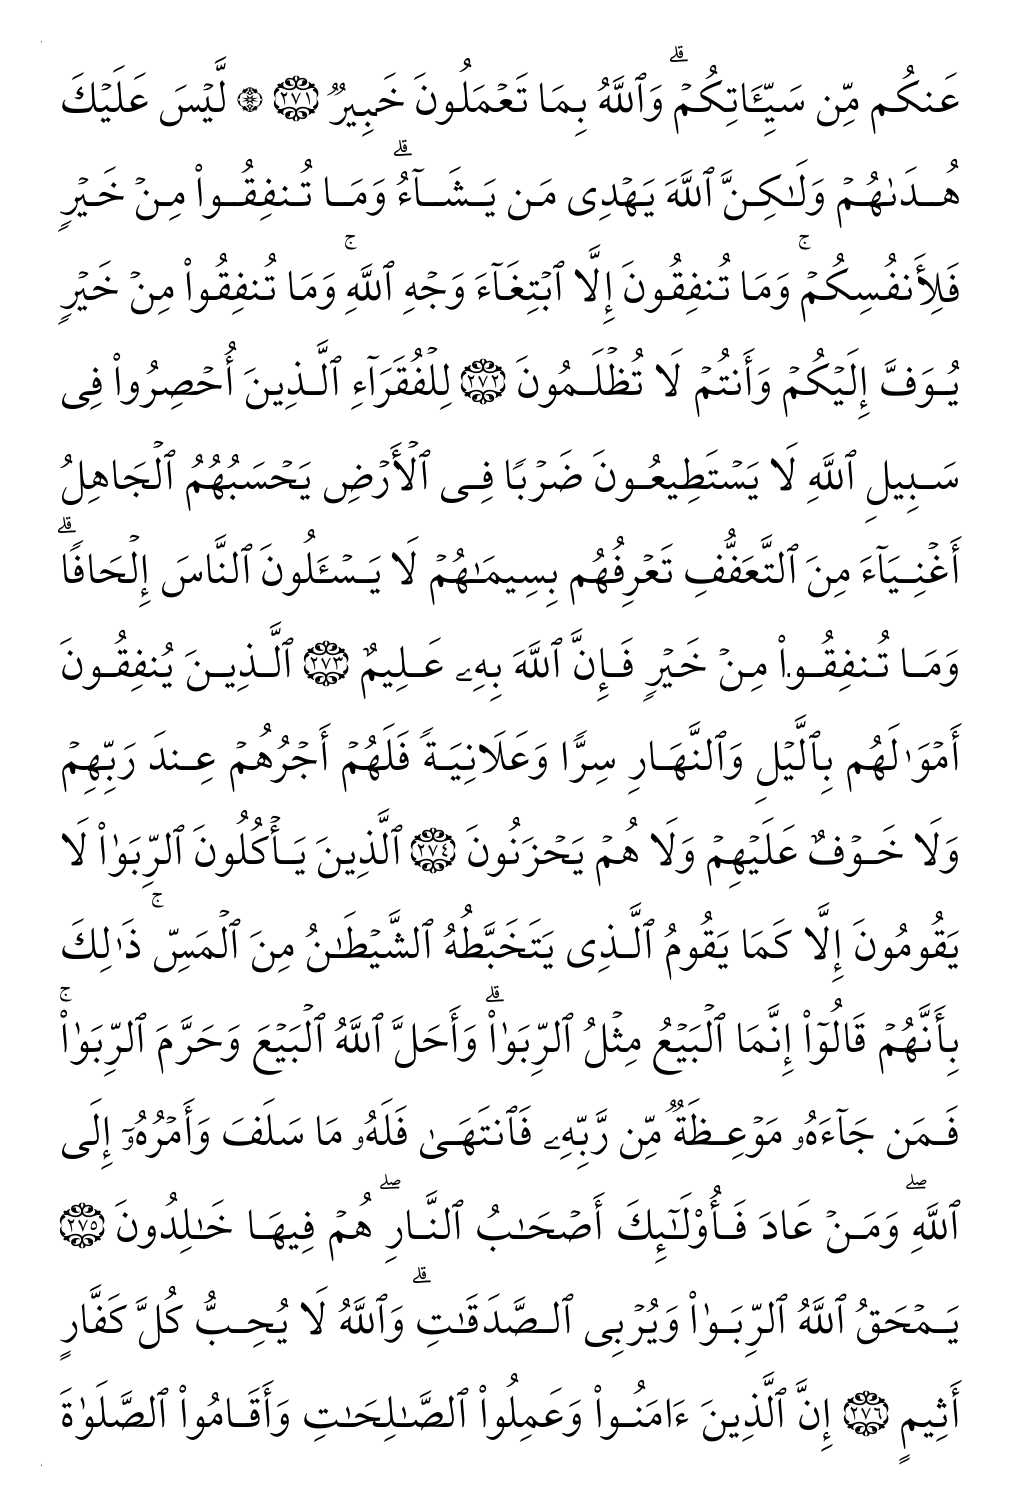 عَنكُم مِّن سَيِّـَٔاتِكُمْۗ وَٱللَّهُ بِمَا تَعْمَلُونَ خَبِيرٌ ٢٧١ ۞ لَّيْسَ عَلَيْكَ
هُدَىٰهُمْ وَلَـٰكِنَّ ٱللَّهَ يَهْدِى مَن يَشَآءُۗ وَمَا تُنفِقُوا۟ مِنْ خَيْرٍ
فَلِأَنفُسِكُمْۚ وَمَا تُنفِقُونَ إِلَّا ٱبْتِغَآءَ وَجْهِ ٱللَّهِۚ وَمَا تُنفِقُوا۟ مِنْ خَيْرٍ
يُوَفَّ إِلَيْكُمْ وَأَنتُمْ لَا تُظْلَمُونَ ٢٧٢ لِلْفُقَرَآءِ ٱلَّذِينَ أُحْصِرُوا۟ فِى
سَبِيلِ ٱللَّهِ لَا يَسْتَطِيعُونَ ضَرْبًا فِى ٱلْأَرْضِ يَحْسَبُهُمُ ٱلْجَاهِلُ
أَغْنِيَآءَ مِنَ ٱلتَّعَفُّفِ تَعْرِفُهُم بِسِيمَـٰهُمْ لَا يَسْـَٔلُونَ ٱلنَّاسَ إِلْحَافًاۗ
وَمَا تُنفِقُوا۟ مِنْ خَيْرٍ فَإِنَّ ٱللَّهَ بِهِۦ عَلِيمٌ ٢٧٣ ٱلَّذِينَ يُنفِقُونَ
أَمْوَٰلَهُم بِٱلَّيْلِ وَٱلنَّهَارِ سِرًّا وَعَلَانِيَةً فَلَهُمْ أَجْرُهُمْ عِندَ رَبِّهِمْ
وَلَا خَوْفٌ عَلَيْهِمْ وَلَا هُمْ يَحْزَنُونَ ٢٧٤ ٱلَّذِينَ يَأْكُلُونَ ٱلرِّبَوٰا۟ لَا
يَقُومُونَ إِلَّا كَمَا يَقُومُ ٱلَّذِى يَتَخَبَّطُهُ ٱلشَّيْطَـٰنُ مِنَ ٱلْمَسِّۚ ذَٰلِكَ
بِأَنَّهُمْ قَالُوٓا۟ إِنَّمَا ٱلْبَيْعُ مِثْلُ ٱلرِّبَوٰا۟ۗ وَأَحَلَّ ٱللَّهُ ٱلْبَيْعَ وَحَرَّمَ ٱلرِّبَوٰا۟ۚ
فَمَن جَآءَهُۥ مَوْعِظَةٌ مِّن رَّبِّهِۦ فَٱنتَهَىٰ فَلَهُۥ مَا سَلَفَ وَأَمْرُهُۥٓ إِلَى
ٱللَّهِۖ وَمَنْ عَادَ فَأُو۟لَـٰٓئِكَ أَصْحَـٰبُ ٱلنَّارِۖ هُمْ فِيهَا خَـٰلِدُونَ ٢٧٥
يَمْحَقُ ٱللَّهُ ٱلرِّبَوٰا۟ وَيُرْبِى ٱلصَّدَقَـٰتِۗ وَٱللَّهُ لَا يُحِبُّ كُلَّ كَفَّارٍ
أَثِيمٍ ٢٧٦ إِنَّ ٱلَّذِينَ ءَامَنُوا۟ وَعَمِلُوا۟ ٱلصَّـٰلِحَـٰتِ وَأَقَامُوا۟ ٱلصَّلَوٰةَ